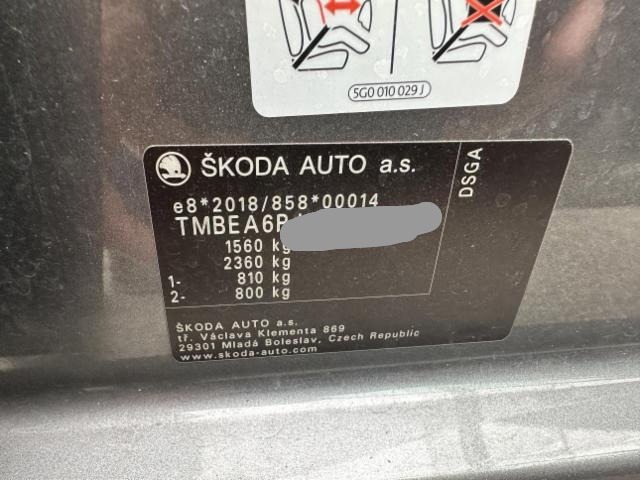 5G0 010 029 J
ŠKODA AUTO a.s.
DSGA
e8*2018/858*00014
TMBEA6
1560 kg
2360 kg
1- 810 kg
2- 800 kg
ŠKODA AUTO a.s.
tř. Václava Klementa 869
29301 Mladá Boleslav, Czech Republic
www.skoda-auto.com